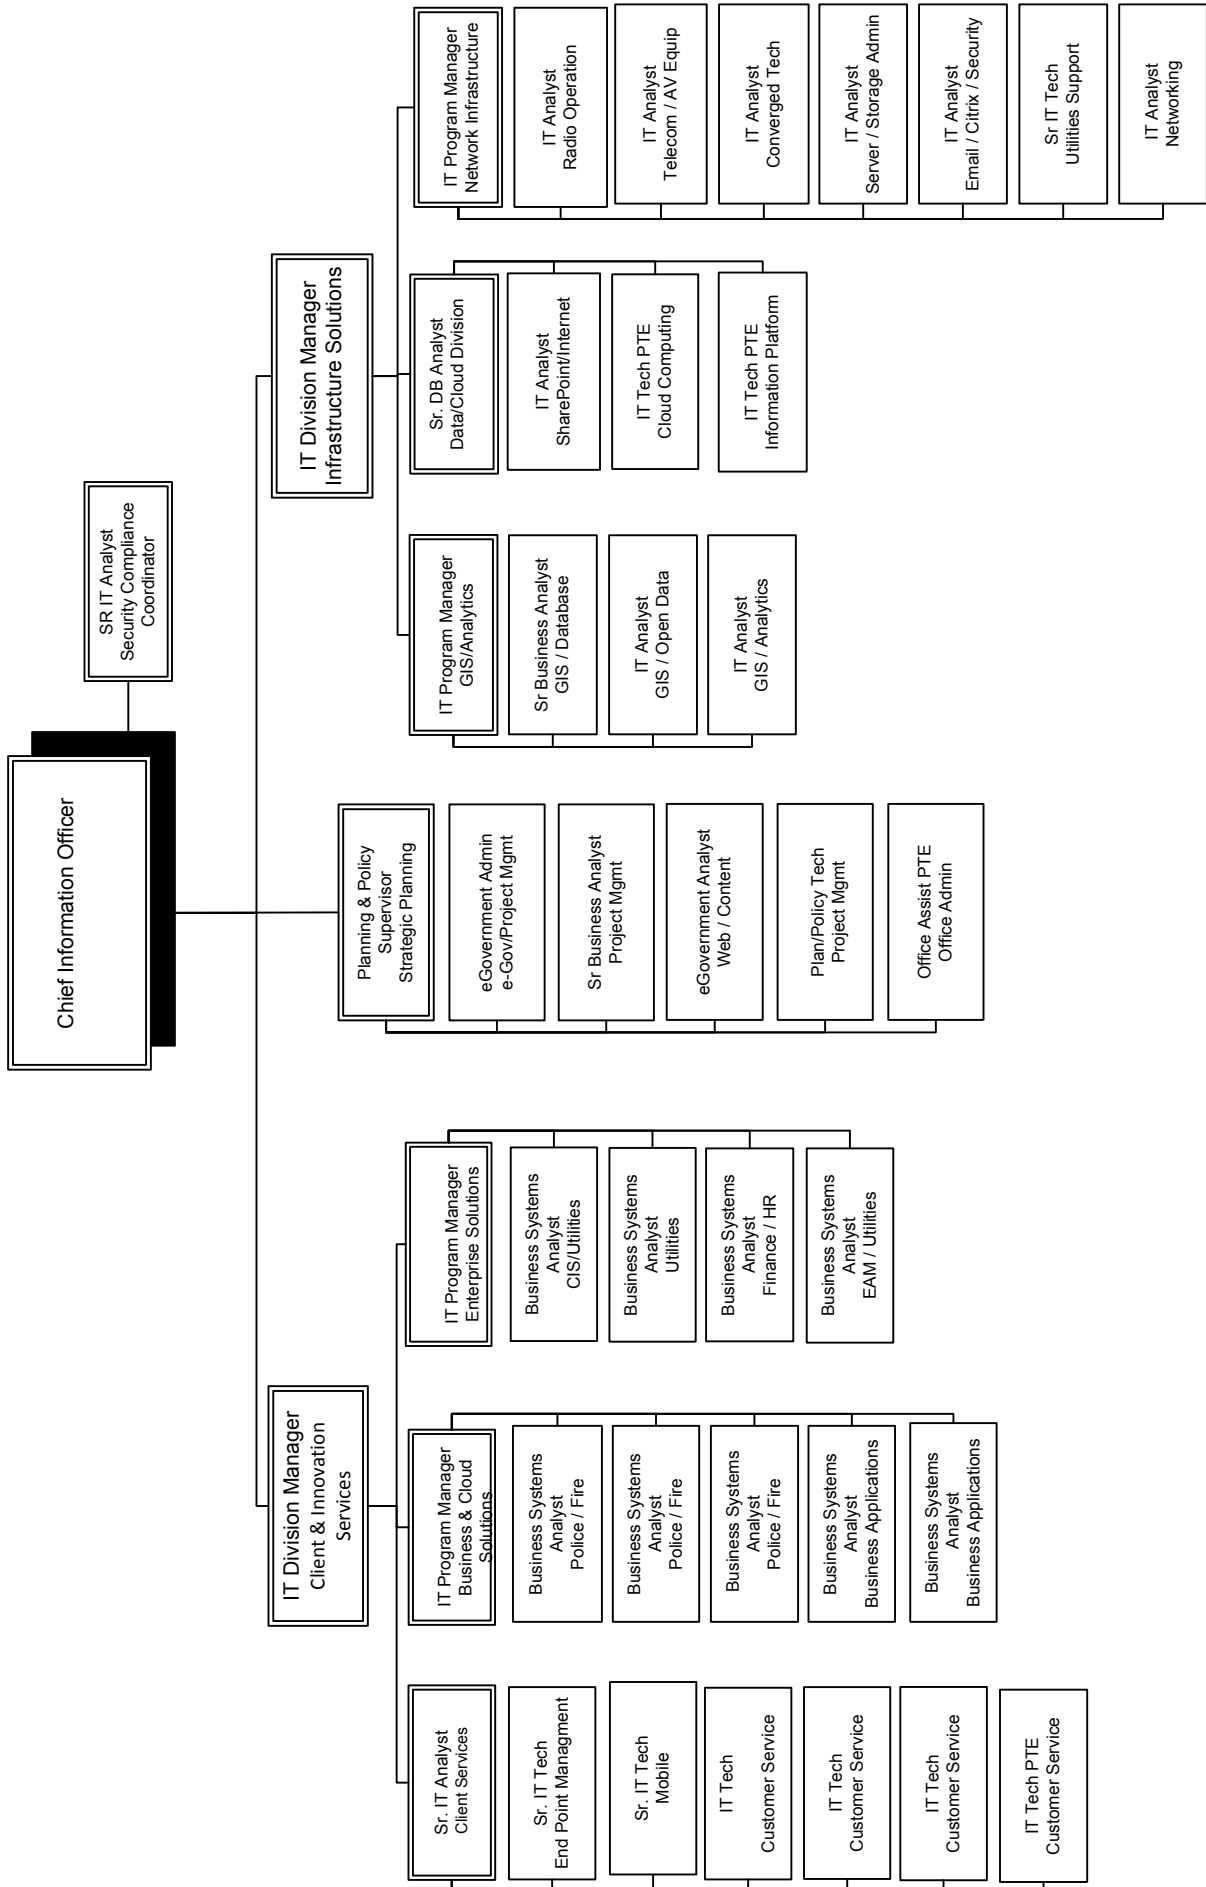 Chief Information Officer
SR IT Analyst
Security Compliance
Coordinator
IT Division Manager
Client & Innovation
Services
Sr. IT Analyst
Client Services
Sr. IT Tech
End Point Managment
Sr. IT Tech
Mobile
IT Tech
Customer Service
IT Tech
Customer Service
IT Tech
Customer Service
IT Tech PTE
Customer Service
IT Program Manager
Business & Cloud
Solutions
Business Systems
Analyst
Police / Fire
Business Systems
Analyst
Police / Fire
Business Systems
Analyst
Police / Fire
Business Systems
Analyst
Business Applications
Business Systems
Analyst
Business Applications
IT Program Manager
Enterprise Solutions
Business Systems
Analyst
CIS/Utilities
Business Systems
Analyst
Utilities
Business Systems
Analyst
Finance / HR
Business Systems
Analyst
EAM / Utilities
Planning & Policy
Supervisor
Strategic Planning
eGovernment Admin
e-Gov/Project Mgmt
Sr Business Analyst
Project Mgmt
eGovernment Analyst
Web / Content
Plan/Policy Tech
Project Mgmt
Office Assist PTE
Office Admin
IT Division Manager
Infrastructure Solutions
IT Program Manager
GIS/Analytics
Sr Business Analyst
GIS / Database
IT Analyst
GIS / Open Data
IT Analyst
GIS / Analytics
Sr. DB Analyst
Data/Cloud Division
IT Analyst
SharePoint/Internet
IT Tech PTE
Cloud Computing
IT Tech PTE
Information Platform
IT Program Manager
Network Infrastructure
IT Analyst
Radio Operation
IT Analyst
Telecom / AV Equip
IT Analyst
Converged Tech
IT Analyst
Server / Storage Admin
IT Analyst
Email / Citrix / Security
Sr IT Tech
Utilities Support
IT Analyst
Networking